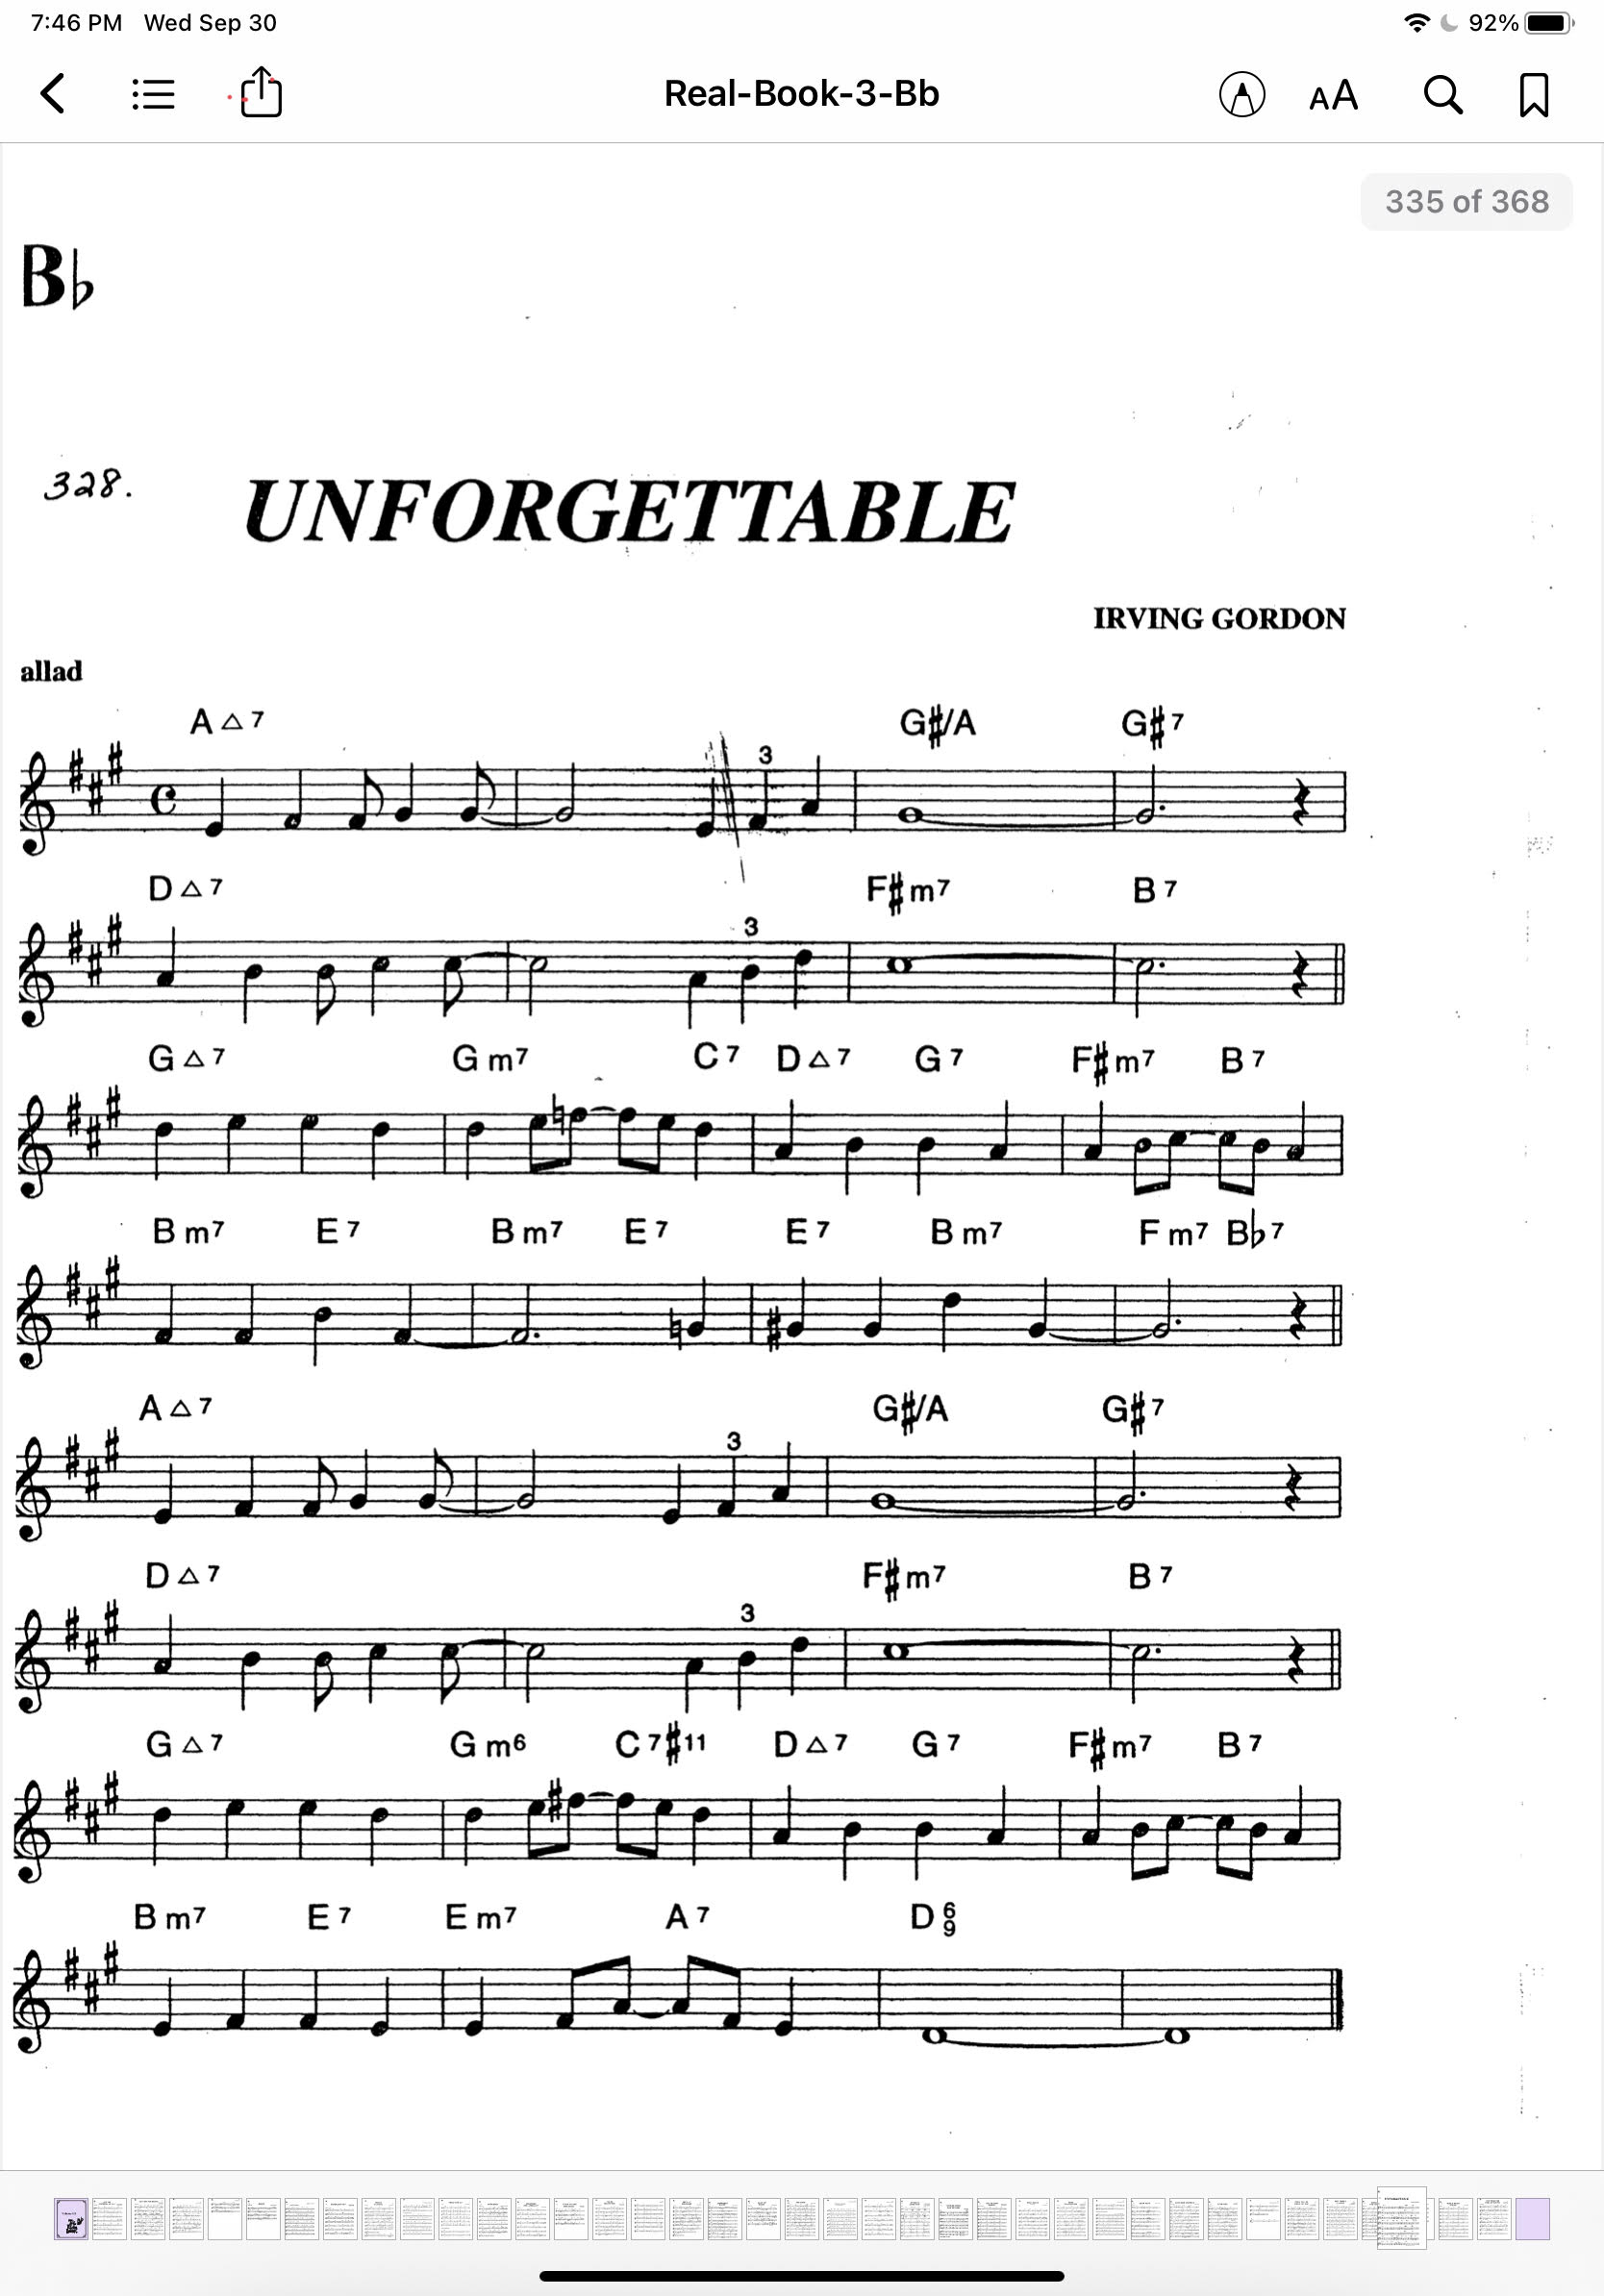 7:46 PM Wed Sep 30 92%
Real-Book-3-Bb
335 of 368
B♭
328.
UNFORGETTABLE
IRVING GORDON
allad
A△7 G#/A G#7
3
D△7 F#m7 B7
3
G△7 Gm7 C7 D△7 G7 F#m7 B7
Bm7 E7 Bm7 E7 E7 Bm7 Fm7 B♭7
A△7 G#/A G#7
3
D△7 F#m7 B7
3
G△7 Gm6 C7#11 D△7 G7 F#m7 B7
Bm7 E7 Em7 A7 D6/9